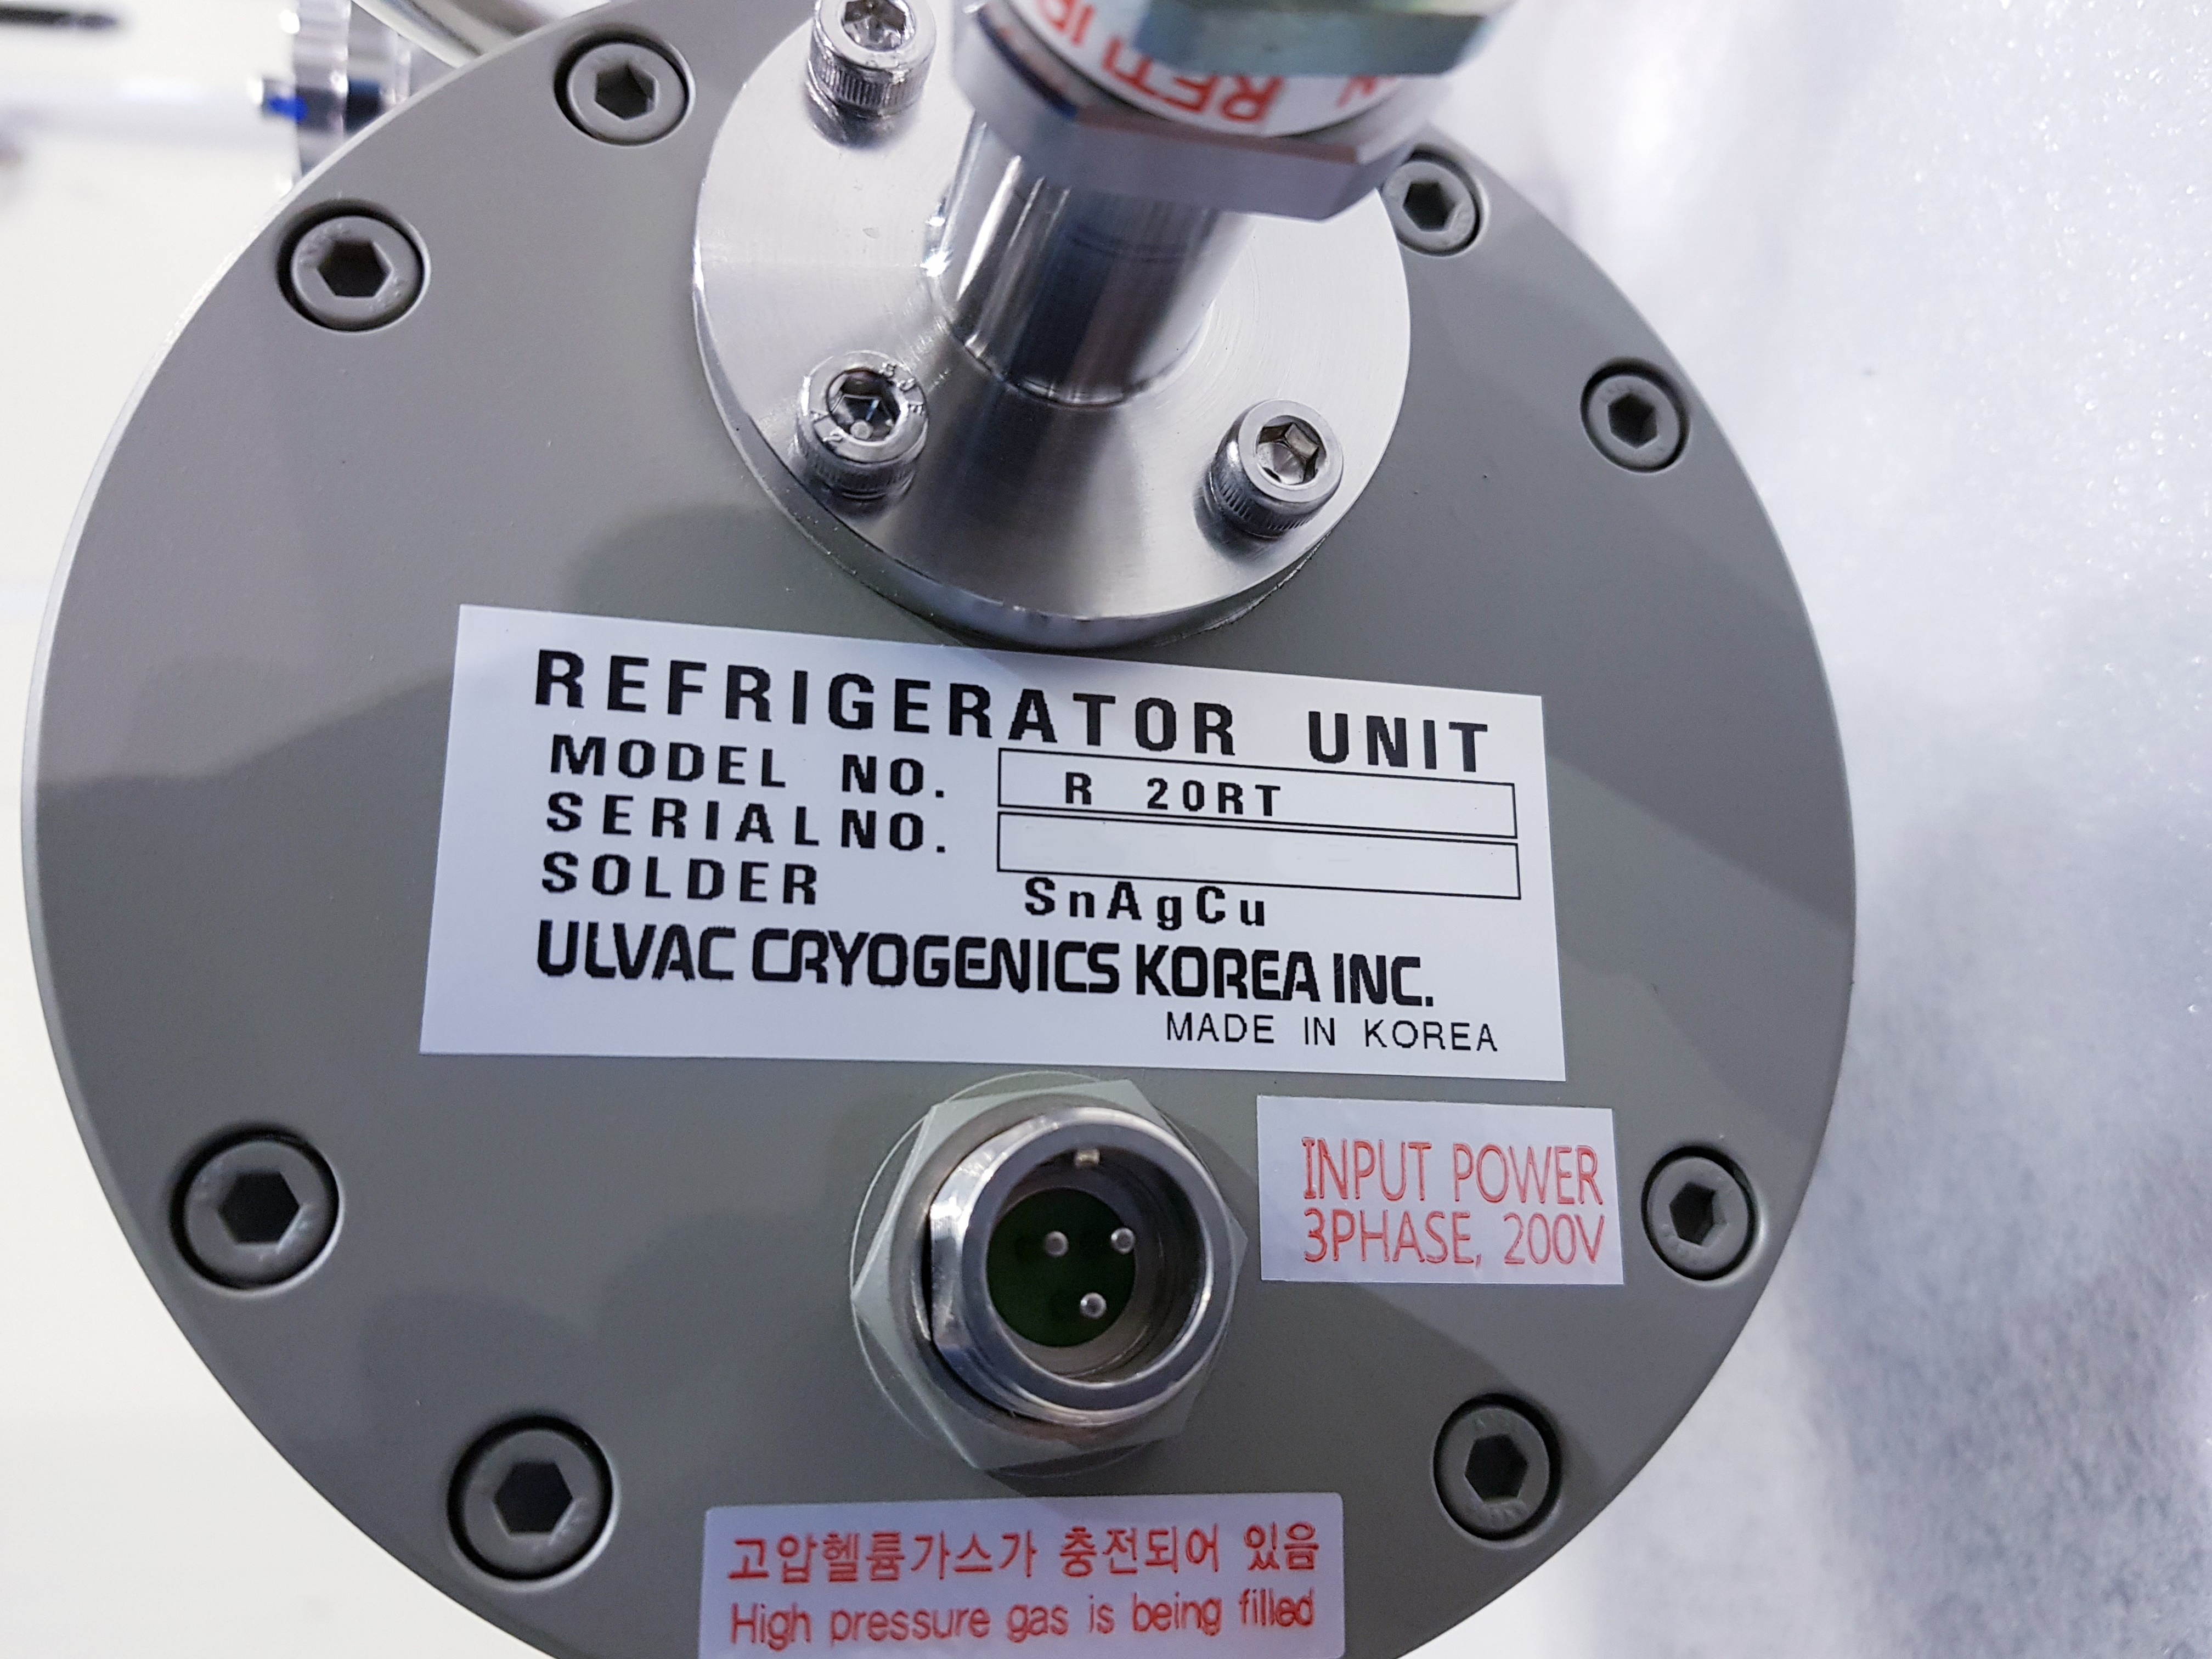 REFRIGERATOR UNIT
MODEL NO. R 20RT
SERIAL NO.
SOLDER SnAgCu
ULVAC CRYOGENICS KOREA INC.
MADE IN KOREA
INPUT POWER
3PHASE, 200V
고압헬륨가스가 충전되어 있음
High pressure gas is being filled